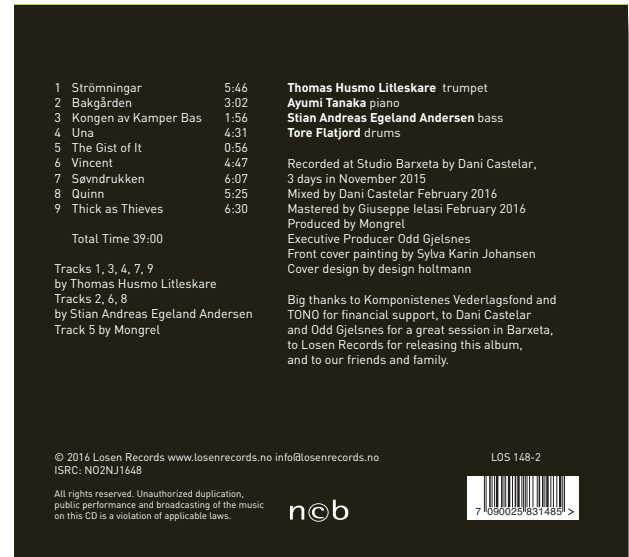 1 Strömningar 5:46
2 Bakgården 3:02
3 Kongen av Kamper Bas 1:56
4 Una 4:31
5 The Gist of It 0:56
6 Vincent 4:47
7 Søvndrukken 6:07
8 Quinn 5:25
9 Thick as Thieves 6:30
Total Time 39:00
Tracks 1, 3, 4, 7, 9
by Thomas Husmo Litleskare
Tracks 2, 6, 8
by Stian Andreas Egeland Andersen
Track 5 by Mongrel
Thomas Husmo Litleskare trumpet
Ayumi Tanaka piano
Stian Andreas Egeland Andersen bass
Tore Flatjord drums
Recorded at Studio Barxeta by Dani Castelar,
3 days in November 2015
Mixed by Dani Castelar February 2016
Mastered by Giuseppe Ielasi February 2016
Produced by Mongrel
Executive Producer Odd Gjelsnes
Front cover painting by Sylva Karin Johansen
Cover design by design holtmann
Big thanks to Komponistenes Vederlagsfond and
TONO for financial support, to Dani Castelar
and Odd Gjelsnes for a great session in Barxeta,
to Losen Records for releasing this album,
and to our friends and family.
© 2016 Losen Records www.losenrecords.no info@losenrecords.no
ISRC: NO2NJ1648
LOS 148-2
All rights reserved. Unauthorized duplication,
public performance and broadcasting of the music
on this CD is a violation of applicable laws.
ncb
7 090025 831485 >